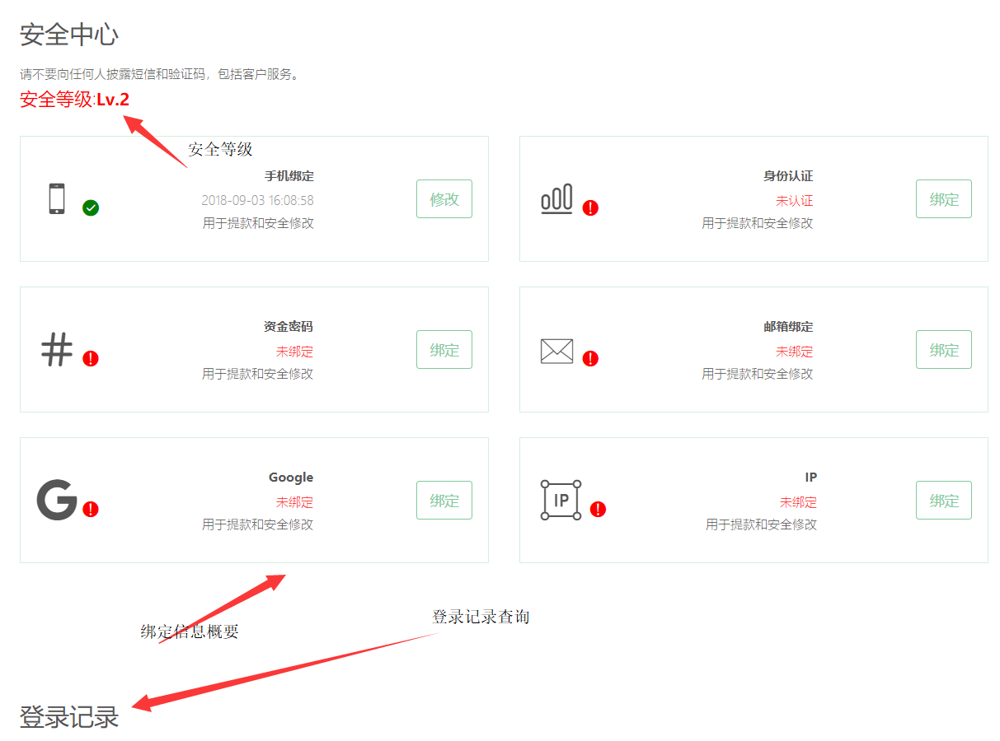 安全中心
请不要向任何人披露短信和验证码，包括客户服务。
安全等级:Lv.2
安全等级
手机绑定
2018-09-03 16:08:58
用于提款和安全修改
修改
身份认证
未认证
用于提款和安全修改
绑定
资金密码
未绑定
用于提款和安全修改
绑定
邮箱绑定
未绑定
用于提款和安全修改
绑定
Google
未绑定
用于提款和安全修改
绑定
IP
IP
未绑定
用于提款和安全修改
绑定
登录记录查询
绑定信息概要
登录记录